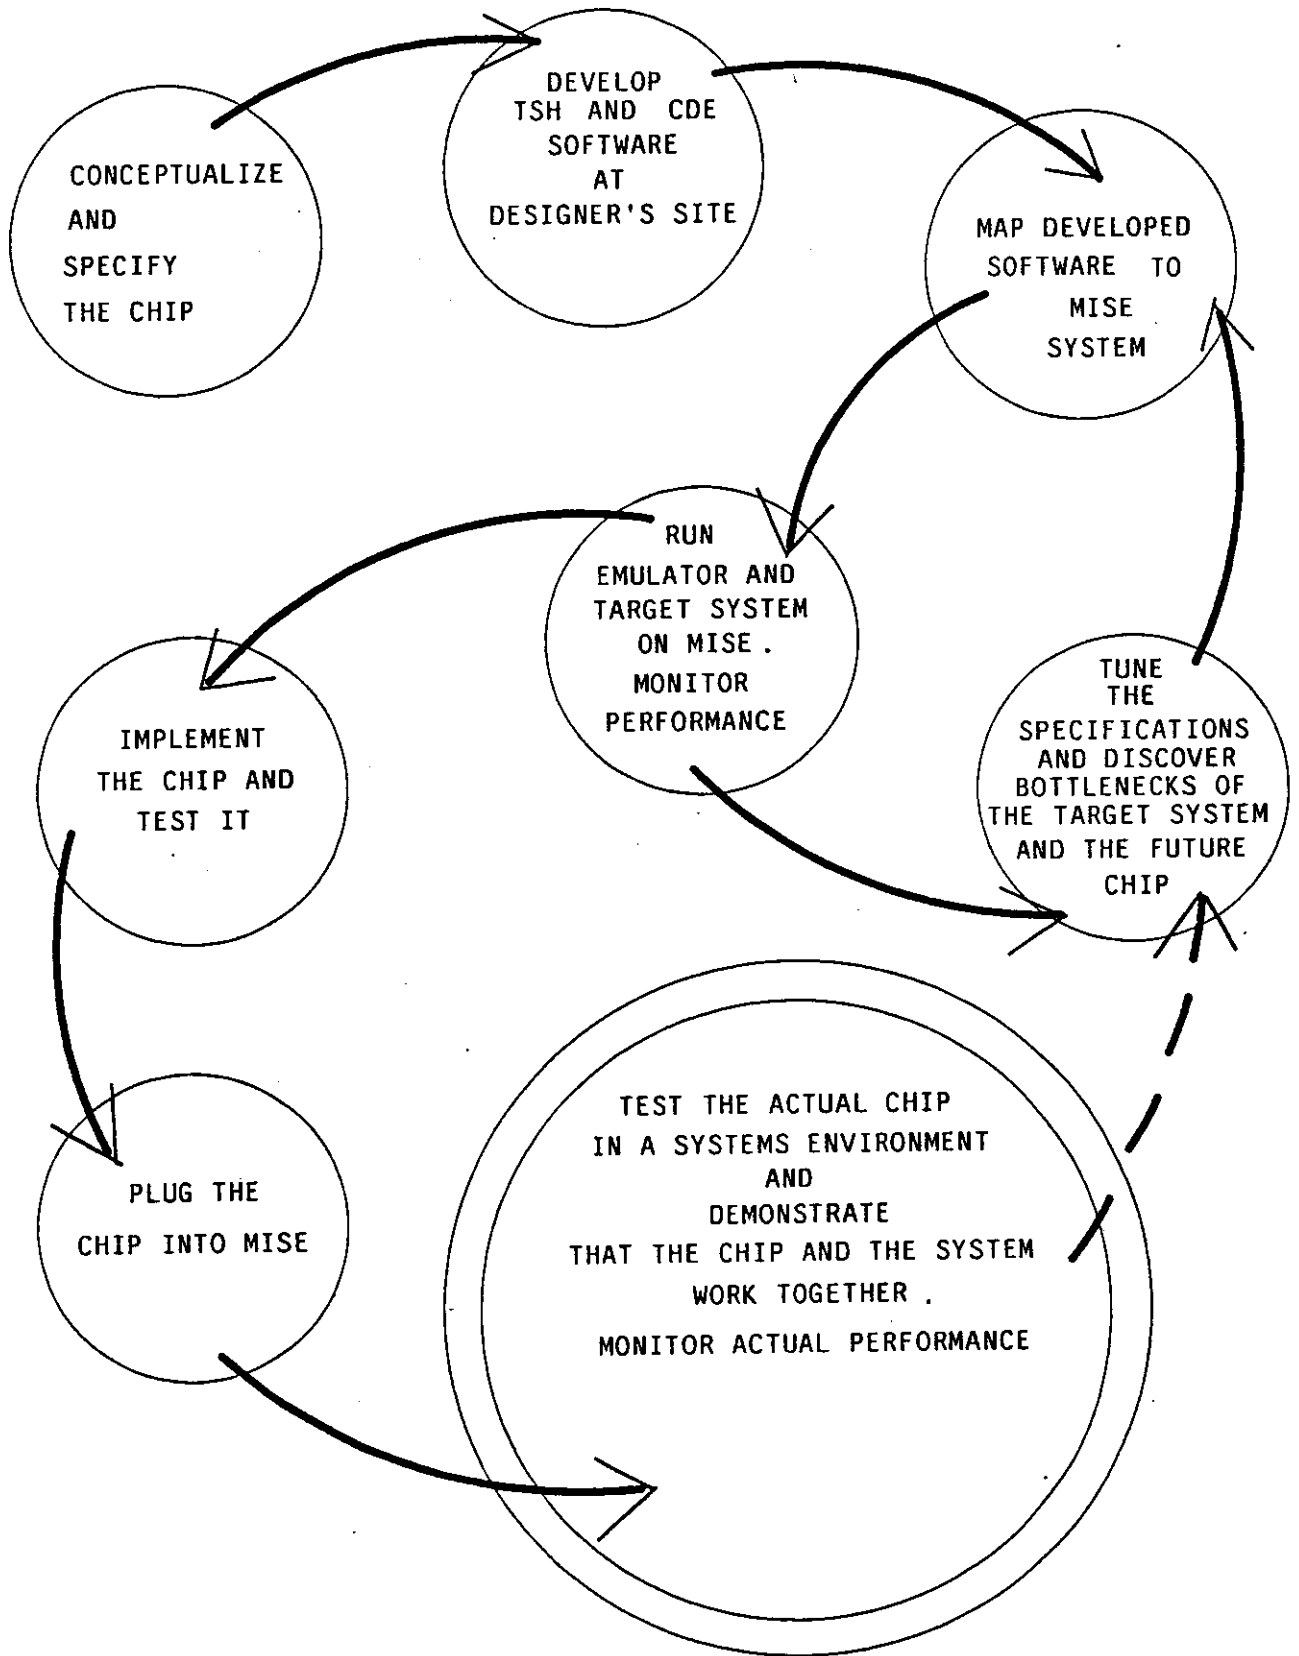 CONCEPTUALIZE
AND
SPECIFY
THE CHIP
DEVELOP
TSH AND CDE
SOFTWARE
AT
DESIGNER'S SITE
MAP DEVELOPED
SOFTWARE TO
MISE
SYSTEM
RUN
EMULATOR AND
TARGET SYSTEM
ON MISE.
MONITOR
PERFORMANCE
TUNE
THE
SPECIFICATIONS
AND DISCOVER
BOTTLENECKS OF
THE TARGET SYSTEM
AND THE FUTURE
CHIP
IMPLEMENT
THE CHIP AND
TEST IT
PLUG THE
CHIP INTO MISE
TEST THE ACTUAL CHIP
IN A SYSTEMS ENVIRONMENT
AND
DEMONSTRATE
THAT THE CHIP AND THE SYSTEM
WORK TOGETHER .
MONITOR ACTUAL PERFORMANCE